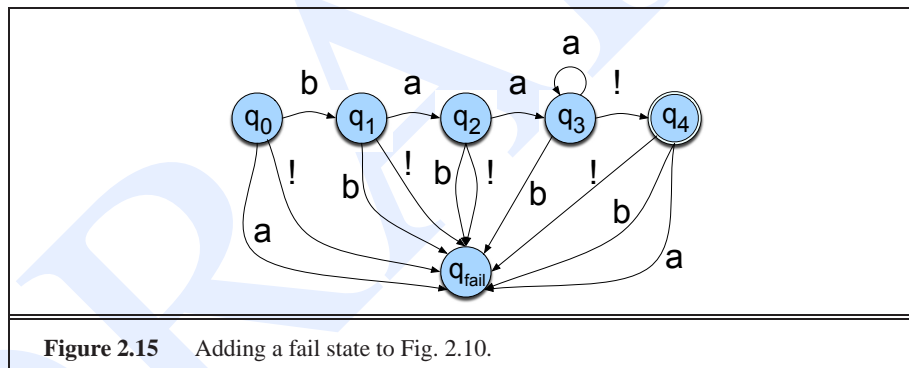 a
b a a !
q0 q1 q2 q3 q4
! ! b ! !
b b b
a a
qfail
Figure 2.15 Adding a fail state to Fig. 2.10.